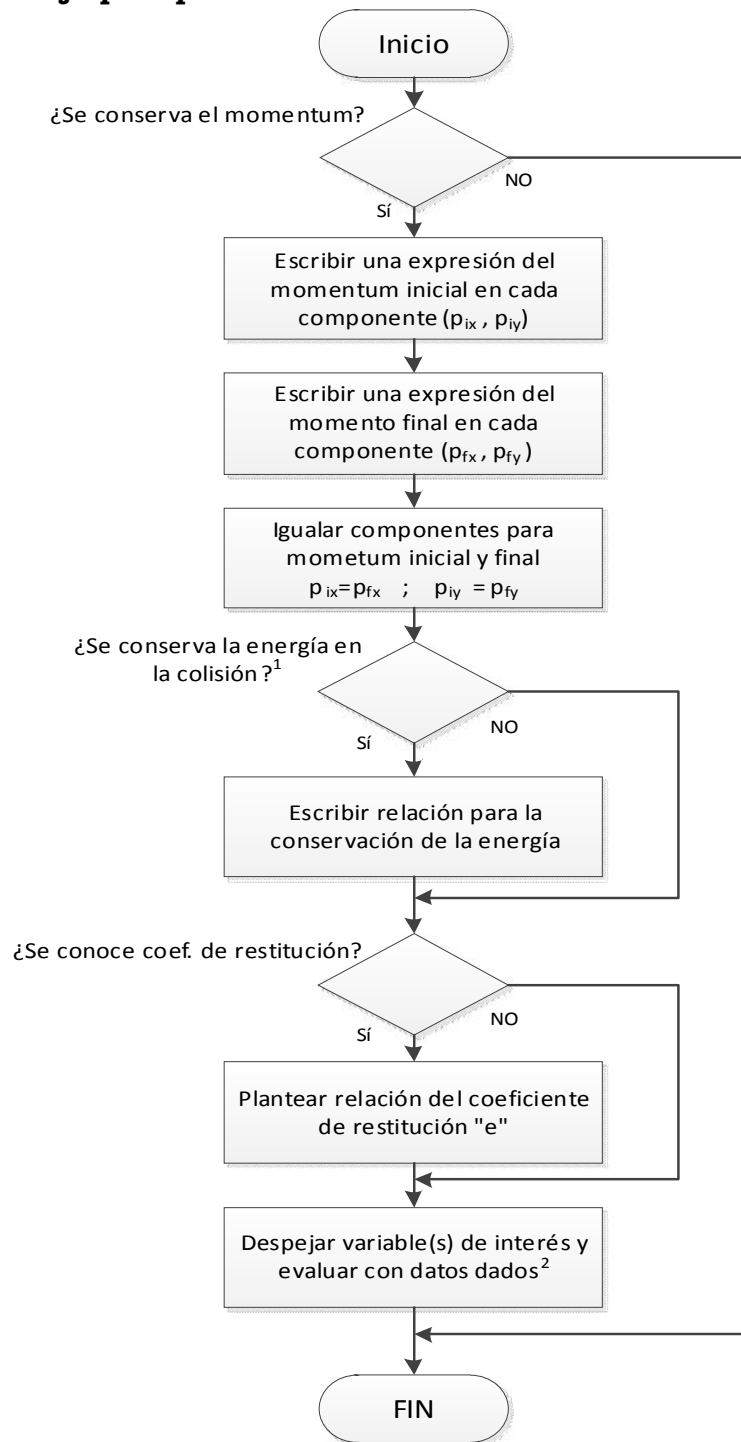 Inicio
¿Se conserva el momentum?
NO
Sí
Escribir una expresión del
momentum inicial en cada
componente (pix , piy)
Escribir una expresión del
momento final en cada
componente (pfx , pfy )
Igualar componentes para
mometum inicial y final
p ix=pfx ; piy = pfy
¿Se conserva la energía en
la colisión?1
NO
Sí
Escribir relación para la
conservación de la energía
¿Se conoce coef. de restitución?
NO
Sí
Plantear relación del coeficiente
de restitución "e"
Despejar variable(s) de interés y
evaluar con datos dados2
FIN